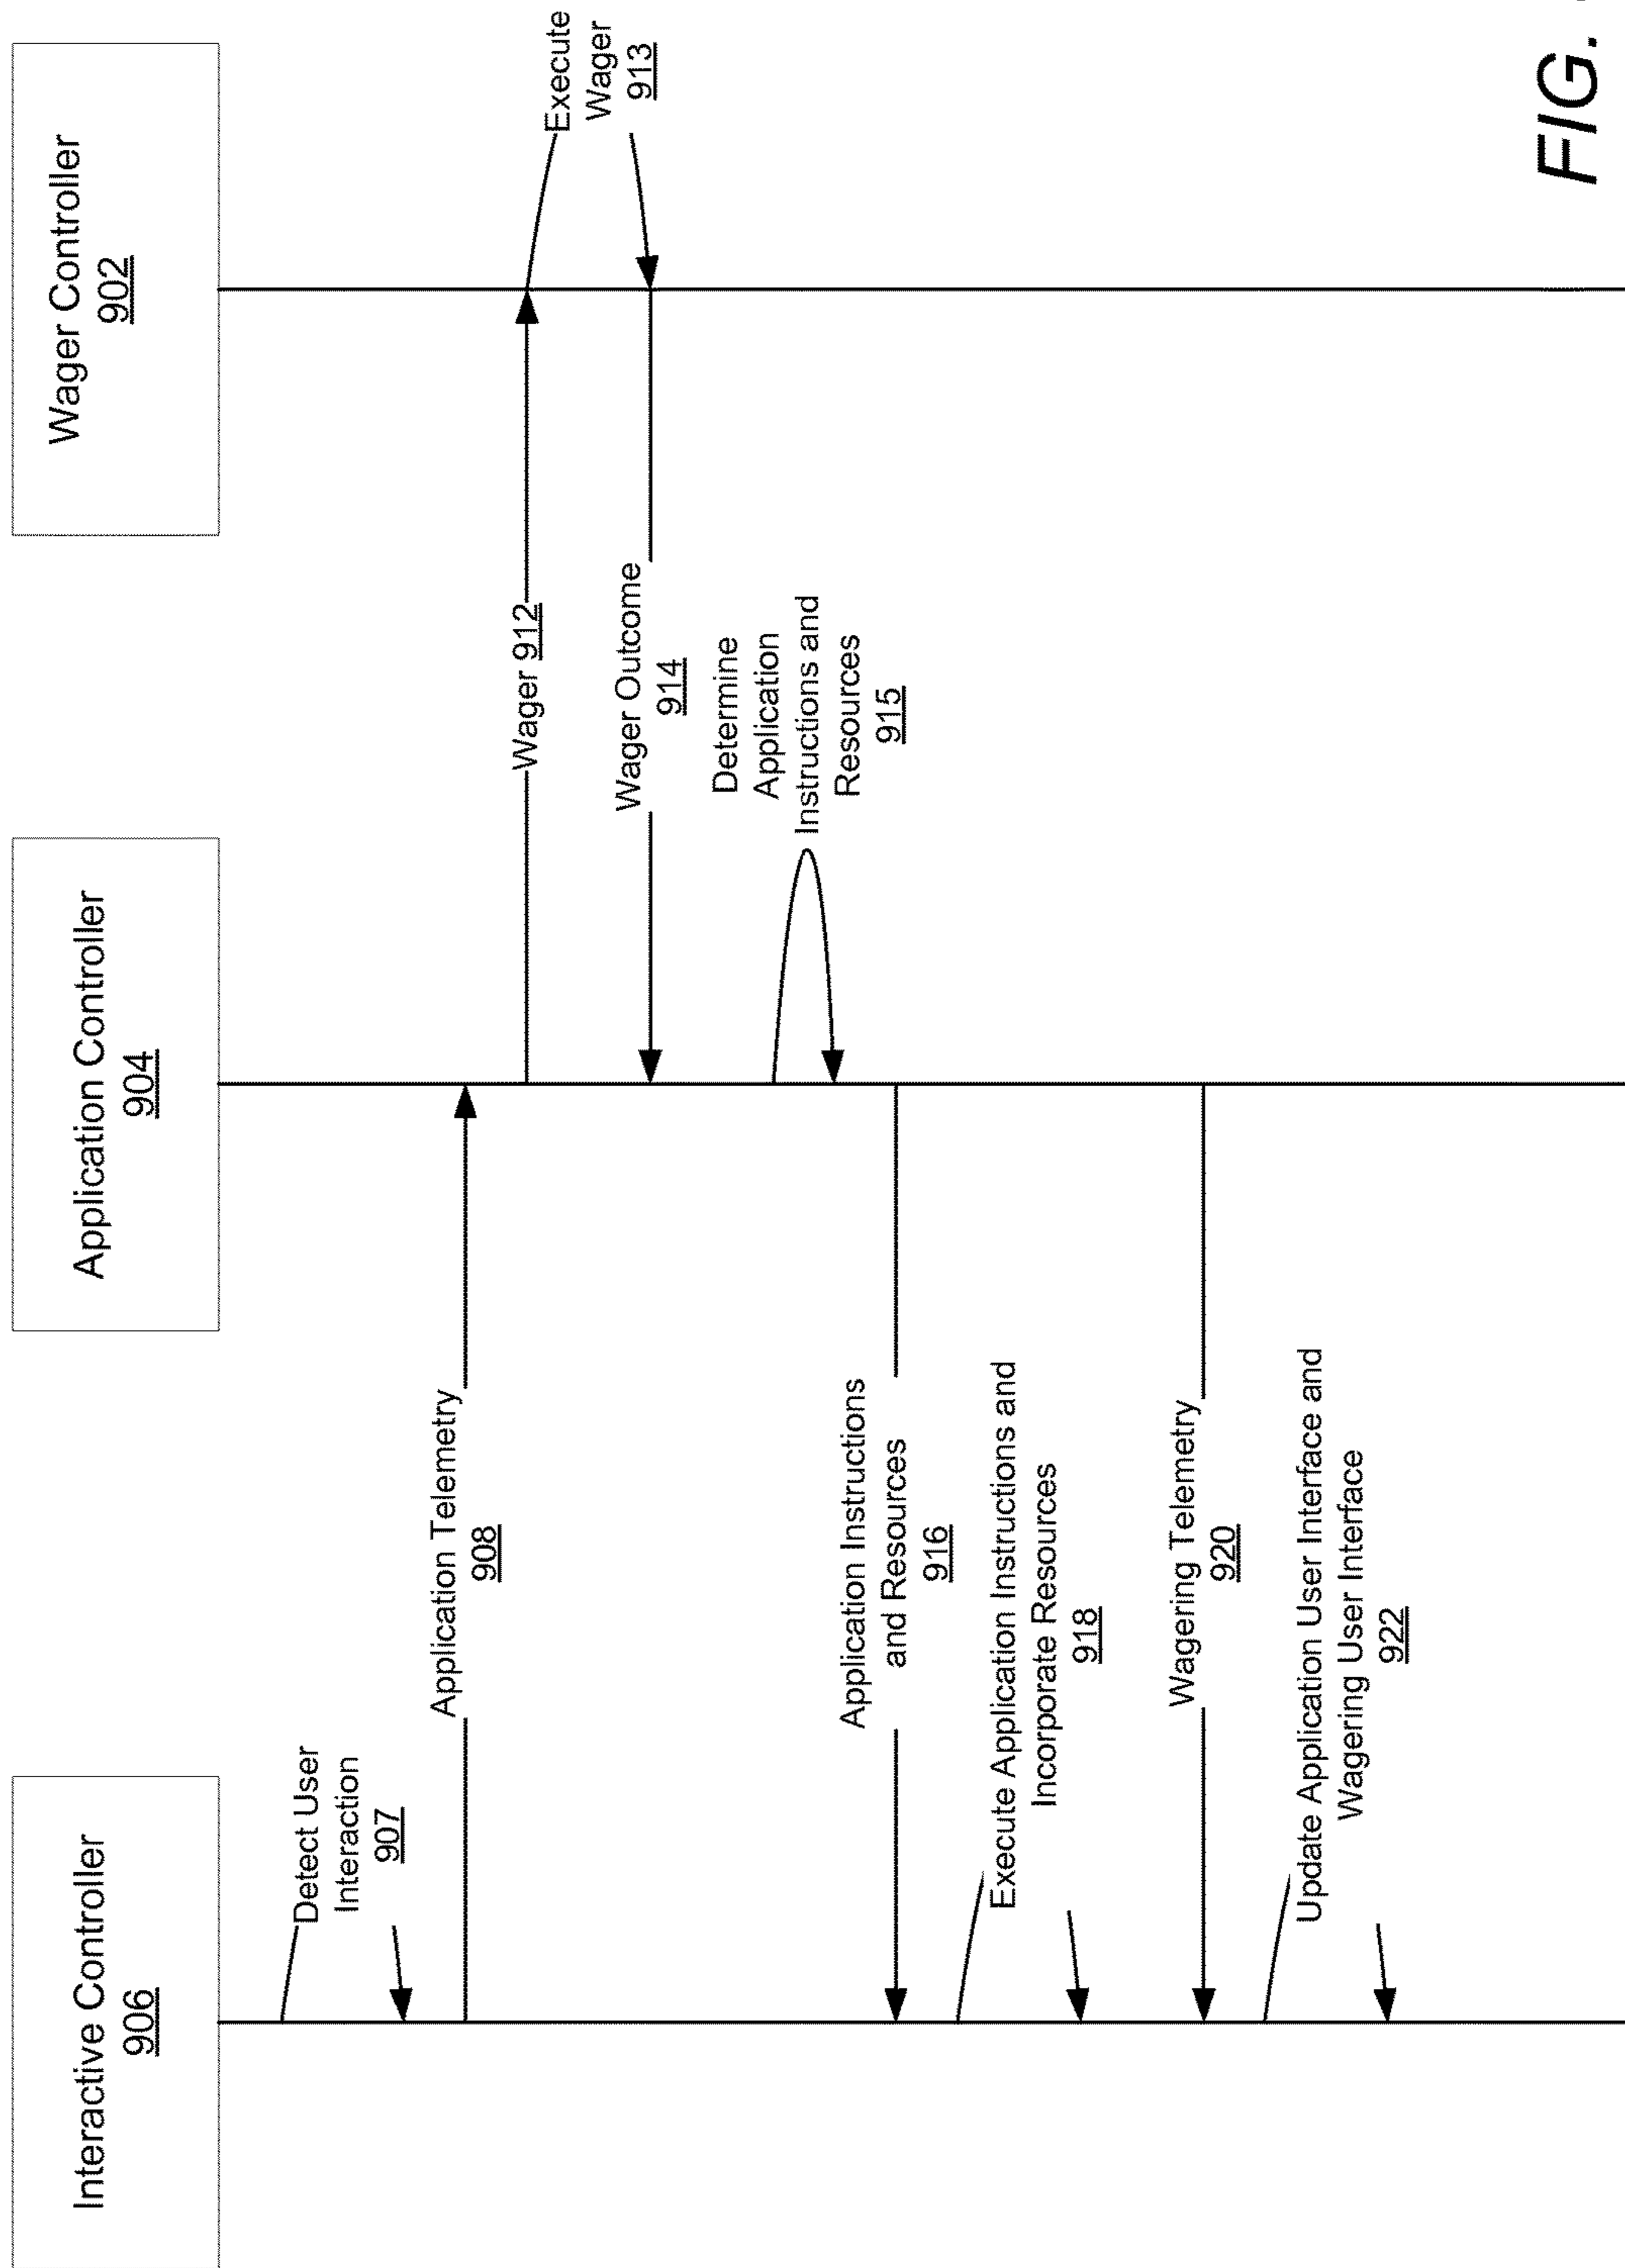 Interactive Controller
906
Application Controller
904
Wager Controller
902
Detect User
Interaction
907
Application Telemetry
908
Wager 912
Execute
Wager
913
Wager Outcome
914
Determine
Application
Instructions and
Resources
915
Application Instructions
and Resources
916
Execute Application Instructions and
Incorporate Resources
918
Wagering Telemetry
920
Update Application User Interface and
Wagering User Interface
922
FIG.